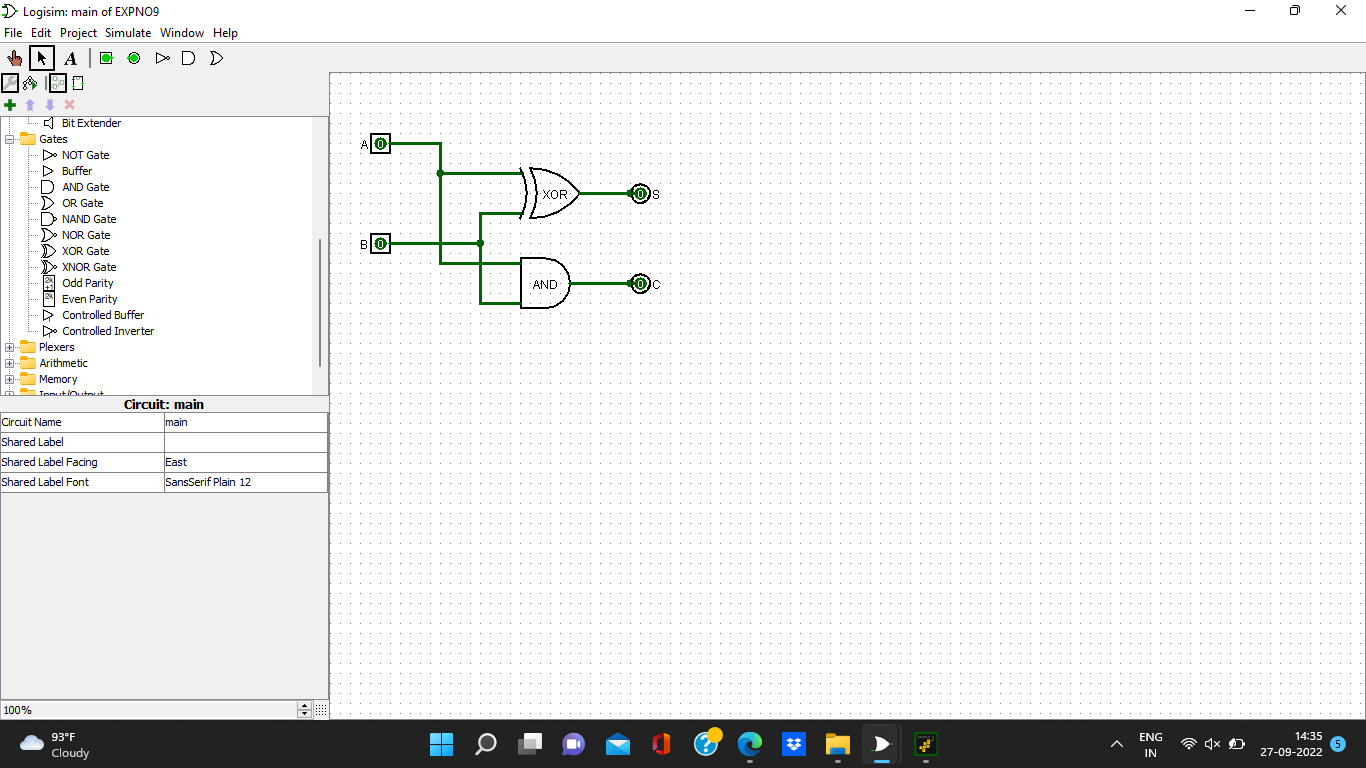 Logisim: main of EXPNO9
File Edit Project Simulate Window Help
A
Bit Extender
Gates
NOT Gate
Buffer
AND Gate
OR Gate
NAND Gate
NOR Gate
XOR Gate
XNOR Gate
2k+1 Odd Parity
2k Even Parity
Controlled Buffer
Controlled Inverter
Plexers
Arithmetic
Memory
Input/Output
Circuit: main
Circuit Name main
Shared Label
Shared Label Facing East
Shared Label Font SansSerif Plain 12
100%
A 0
XOR 0 S
B 0
AND 0 C
93°F
Cloudy
ENG
IN
14:35
27-09-2022
5